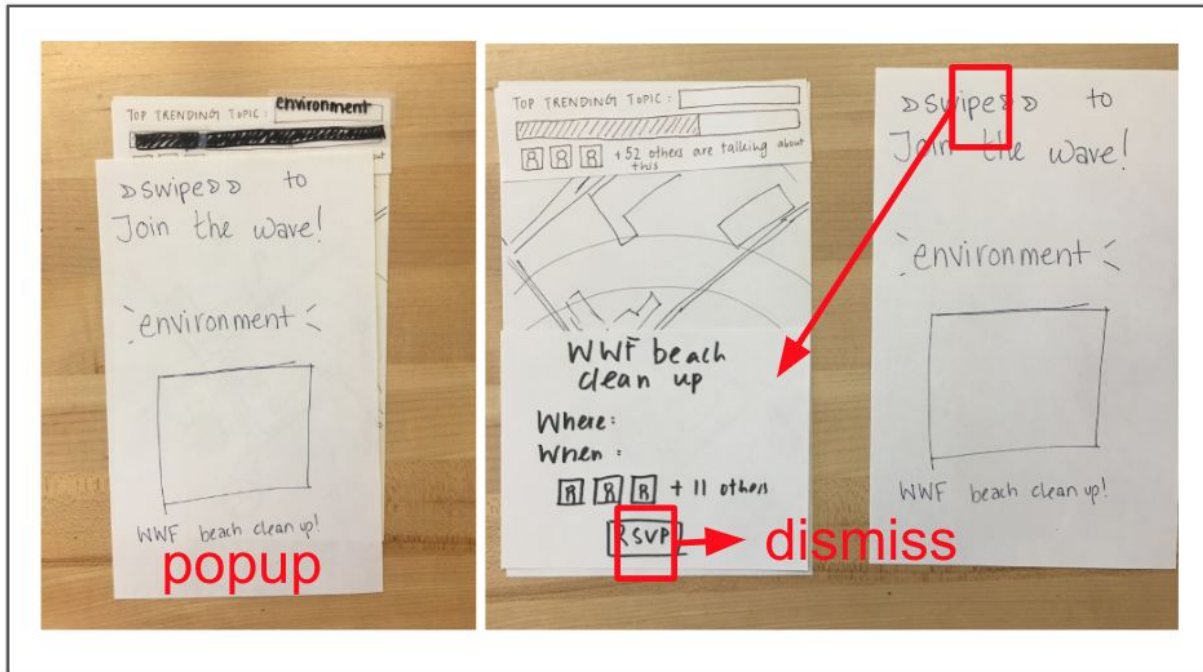 TOP TRENDING TOPIC: environment
»swipe»» to
Join the wave!
environment
WWF beach clean up!
popup
TOP TRENDING TOPIC:
+52 others are talking about
this
WWF beach
clean up
Where:
When:
+ 11 others
RSVP
dismiss
»swipe»» to
Join the wave!
environment
WWF beach clean up!